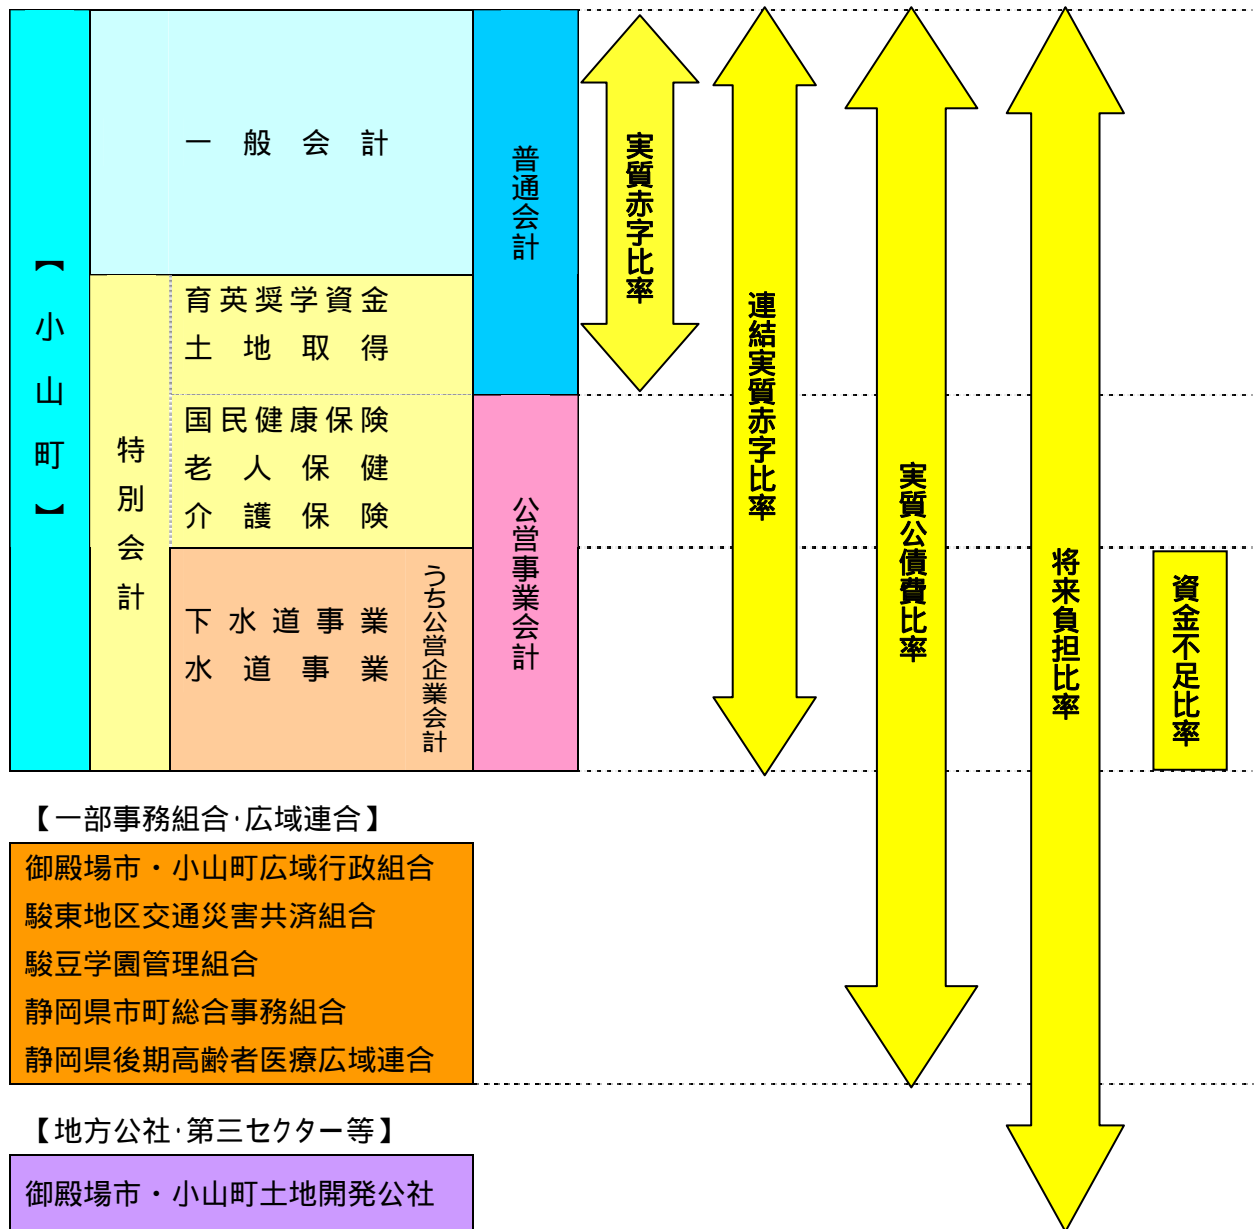 【小山町】
一般会計
特別会計
育英奨学資金
土地取得
国民健康保険
老人保健
介護保険
下水道事業
水道事業
うち公営企業会計
普通会計
公営事業会計
実質赤字比率
連結実質赤字比率
実質公債費比率
将来負担比率
資金不足比率
【一部事務組合・広域連合】
御殿場市・小山町広域行政組合
駿東地区交通災害共済組合
駿豆学園管理組合
静岡県市町総合事務組合
静岡県後期高齢者医療広域連合
【地方公社・第三セクター等】
御殿場市・小山町土地開発公社